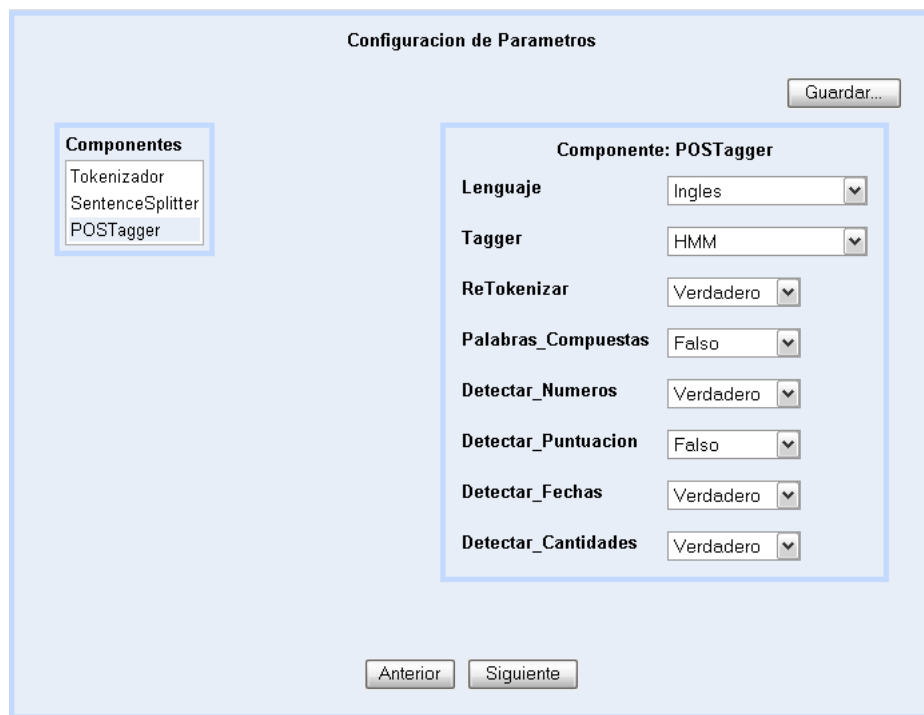 Configuracion de Parametros
Guardar...
Componentes
Tokenizador
SentenceSplitter
POSTagger
Componente: POSTagger
Lenguaje Ingles
Tagger HMM
ReTokenizar Verdadero
Palabras_Compuestas Falso
Detectar_Numeros Verdadero
Detectar_Puntuacion Falso
Detectar_Fechas Verdadero
Detectar_Cantidades Verdadero
Anterior Siguiente